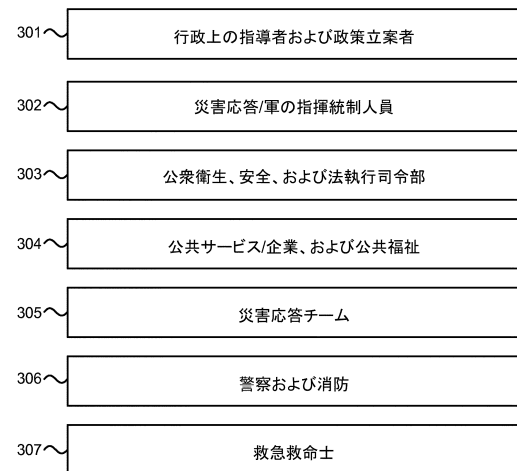 301 行政上の指導者および政策立案者
302 災害応答/軍の指揮統制人員
303 公衆衛生、安全、および法執行司令部
304 公共サービス/企業、および公共福祉
305 災害応答チーム
306 警察および消防
307 救急救命士